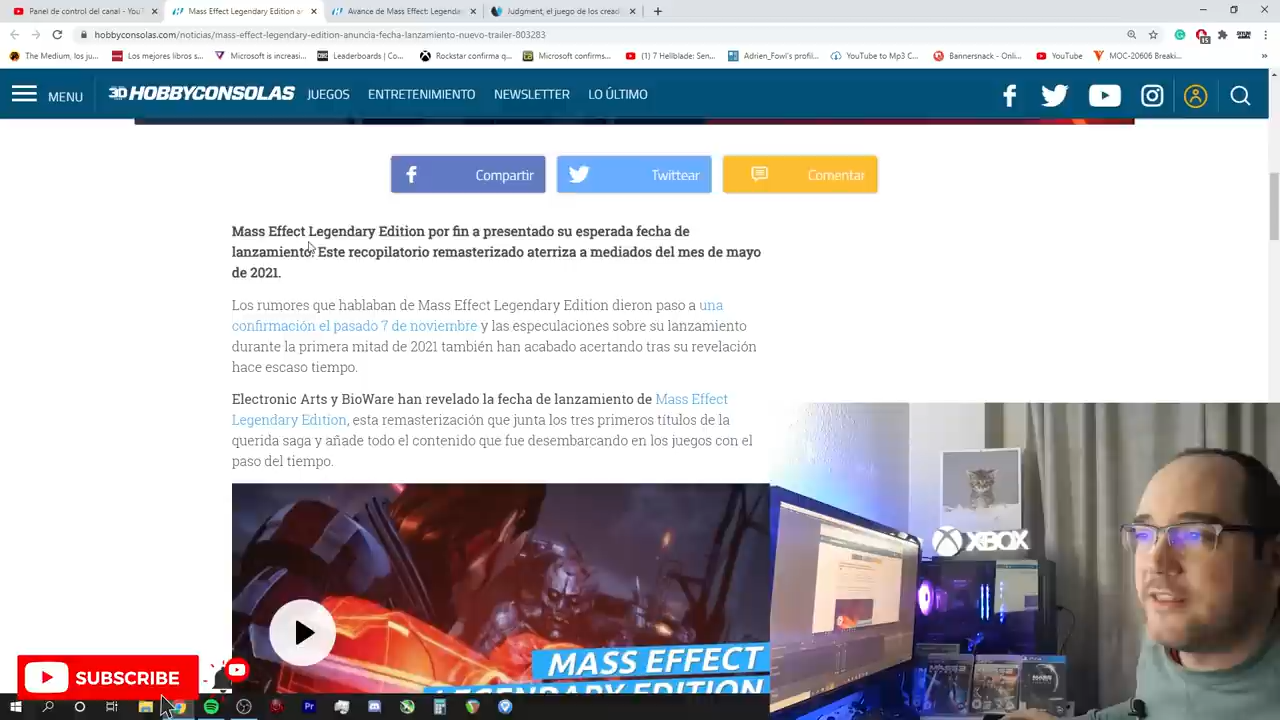 Panel de control del canal - YouT
Mass Effect Legendary Edition an
Avance de Mass Effect: Legenda
Judgment, el juego de los cread
hobbyconsolas.com/noticias/mass-effect-legendary-edition-anuncia-fecha-lanzamiento-nuevo-trailer-803283
The Medium, los ju...
Los mejores libros s...
Microsoft is increasi...
Leaderboards | Co...
Rockstar confirma q...
Microsoft confirms...
(1) 7 Hellblade: Sen...
Adrien_Fowl's profil...
YouTube to Mp3 C...
Bannersnack - Onli...
YouTube
MOC-20606 Breaki...
MENU
HOBBYCONSOLAS
JUEGOS
ENTRETENIMIENTO
NEWSLETTER
LO ÚLTIMO
Compartir
Twittear
Comentar
Mass Effect Legendary Edition por fin a presentado su esperada fecha de
lanzamiento. Este recopilatorio remasterizado aterriza a mediados del mes de mayo
de 2021.
Los rumores que hablaban de Mass Effect Legendary Edition dieron paso a una
confirmación el pasado 7 de noviembre y las especulaciones sobre su lanzamiento
durante la primera mitad de 2021 también han acabado acertando tras su revelación
hace escaso tiempo.
Electronic Arts y BioWare han revelado la fecha de lanzamiento de Mass Effect
Legendary Edition, esta remasterización que junta los tres primeros títulos de la
querida saga y añade todo el contenido que fue desembarcando en los juegos con el
paso del tiempo.
MASS EFFECT
LEGENDARY EDITION
XBOX
SUBSCRIBE